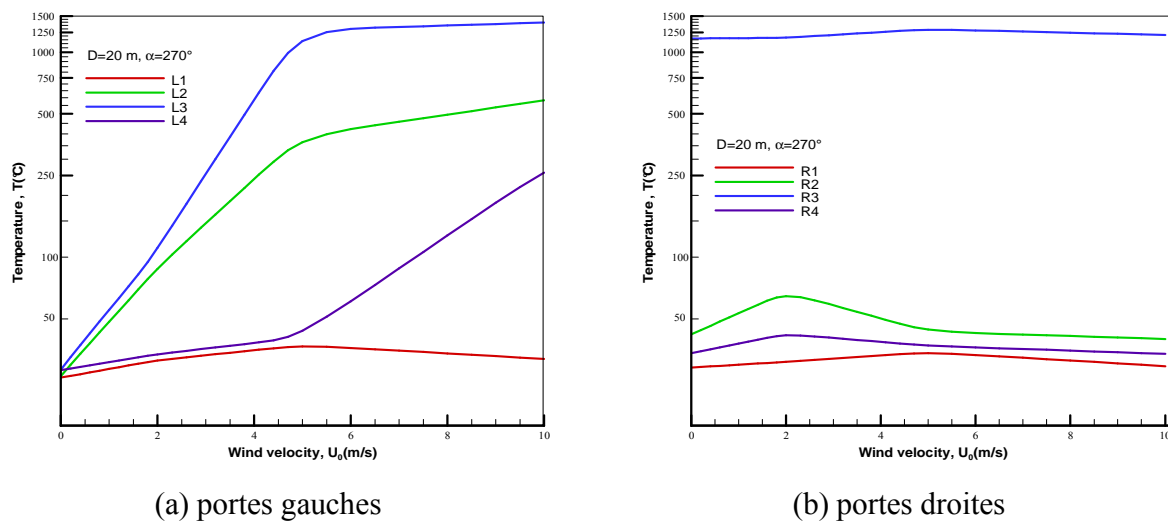 1500
1250
1000
750
500
250
100
50
D=20 m, α=270°
L1
L2
L3
L4
Temperature , T(°C)
0 2 4 6 8 10
Wind velocity, U₀(m/s)
(a) portes gauches
1500
1250
1000
750
500
250
100
50
D=20 m, α=270°
R1
R2
R3
R4
Temperature , T(°C)
0 2 4 6 8 10
Wind velocity, U₀(m/s)
(b) portes droites